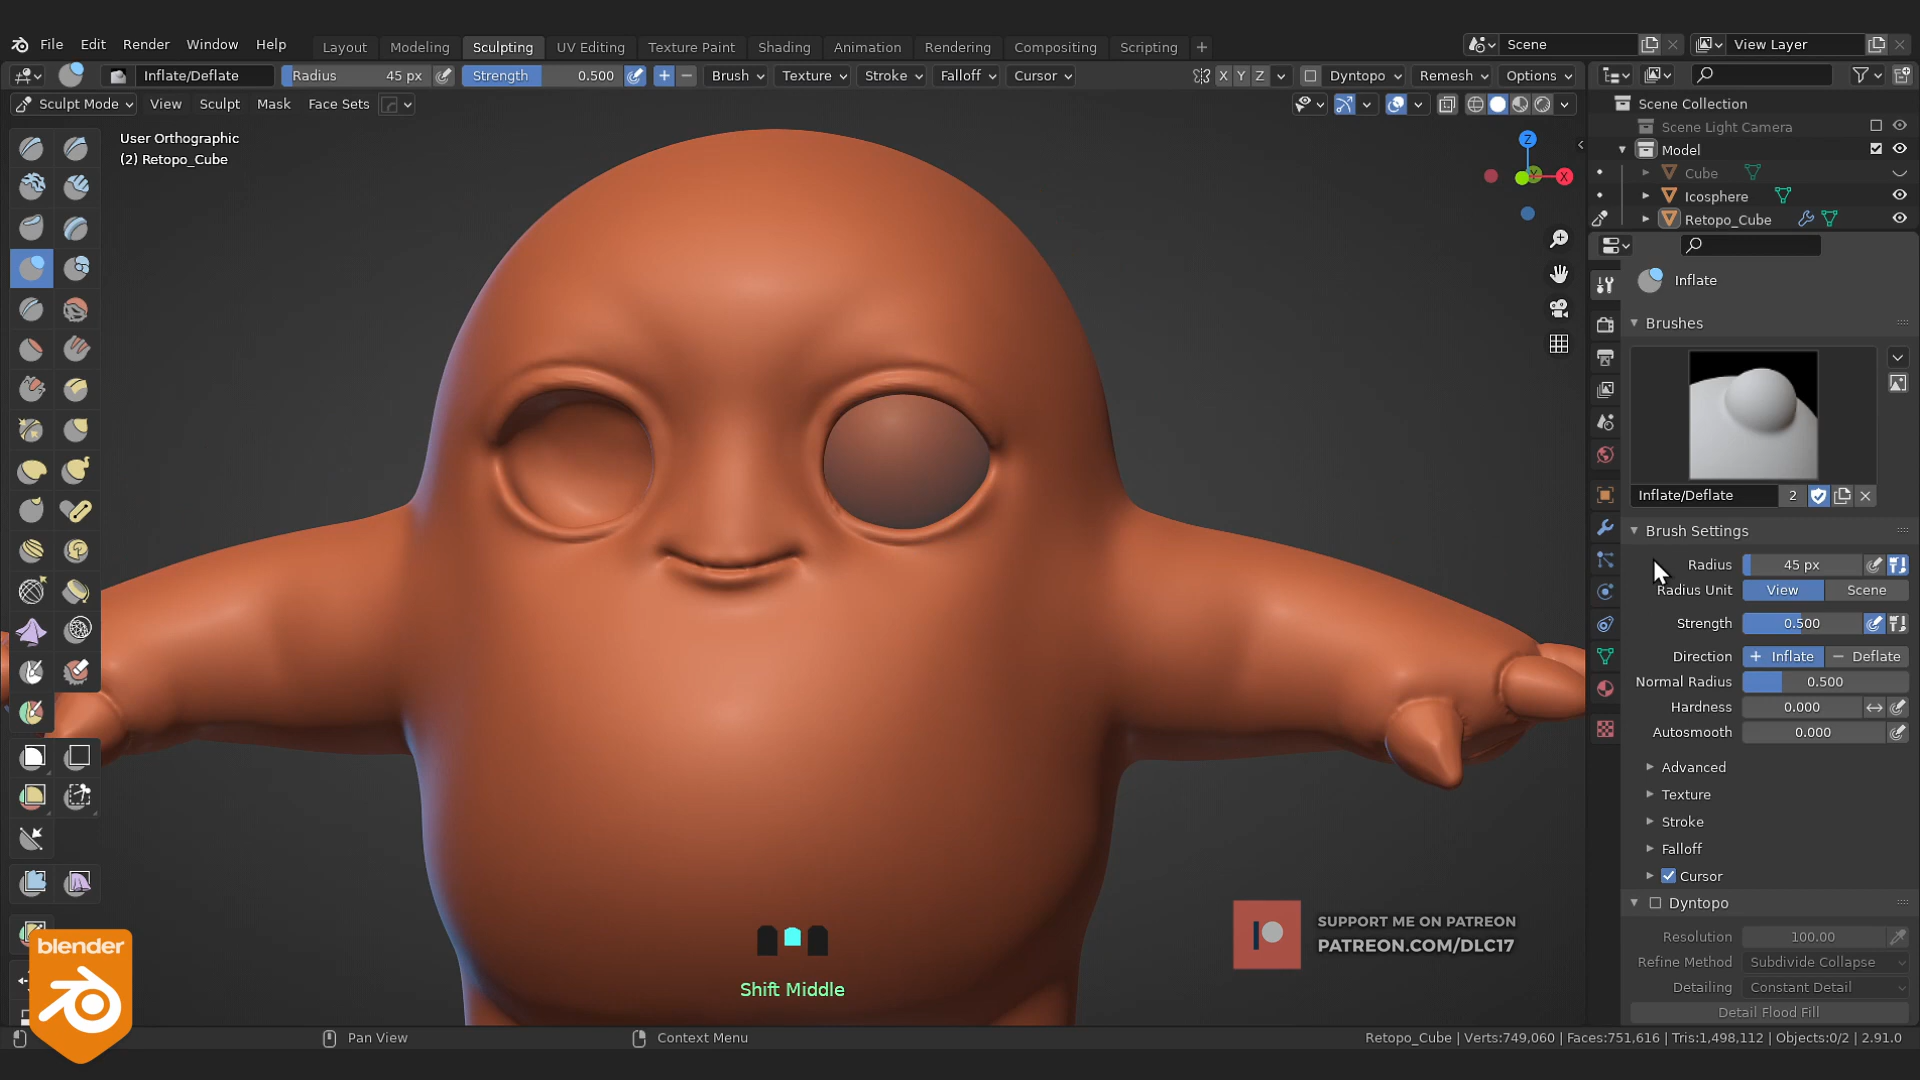 File Edit Render Window Help Layout Modeling Sculpting UV Editing Texture Paint Shading Animation Rendering Compositing Scripting + Scene View Layer
Inflate/Deflate Radius 45 px Strength 0.500 + − Brush Texture Stroke Falloff Cursor X Y Z Dyntopo Remesh Options
Sculpt Mode View Sculpt Mask Face Sets
Scene Collection
Scene Light Camera
User Orthographic
(2) Retopo_Cube
Z
X
Y
Model
Cube
Icosphere
Retopo_Cube
Inflate
Brushes
Inflate/Deflate 2
Brush Settings
Radius 45 px
Radius Unit View Scene
Strength 0.500
Direction + Inflate − Deflate
Normal Radius 0.500
Hardness 0.000
Autosmooth 0.000
Advanced
Texture
Stroke
Falloff
Cursor
Dyntopo
Resolution 100.00
Refine Method Subdivide Collapse
Detailing Constant Detail
Detail Flood Fill
SUPPORT ME ON PATREON
PATREON.COM/DLC17
blender
Shift Middle
Pan View Context Menu Retopo_Cube | Verts:749,060 | Faces:751,616 | Tris:1,498,112 | Objects:0/2 | 2.91.0